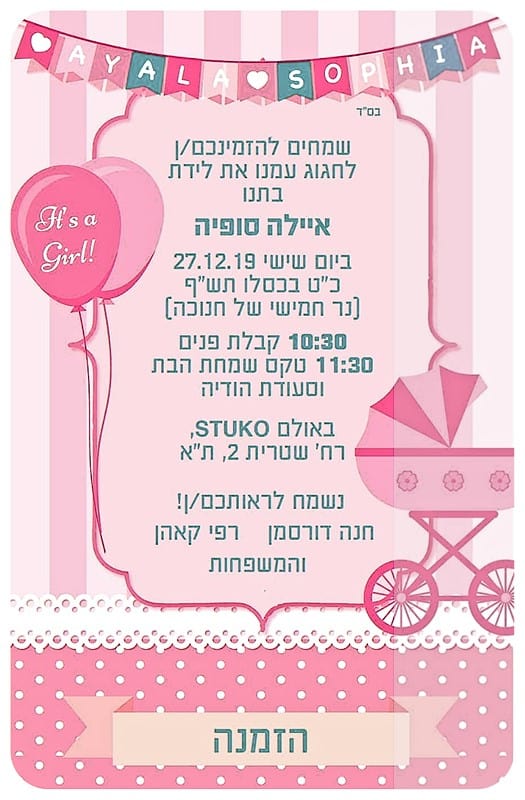 AYALA SOPHIA
בס"ד
It's a
Girl!
שמחים להזמינכם/ן
לחגוג עמנו את לידת
בתנו
איילה סופיה
ביום שישי 27.12.19
כ"ט בכסלו תש"ף
(נר חמישי של חנוכה)
10:30 קבלת פנים
11:30 טקס שמחת הבת
וסעודת הודיה
באולם STUKO,
רח' שטרית 2, ת"א
נשמח לראותכם/ן!
חנה דורסמן רפי קאהן
והמשפחות
הזמנה